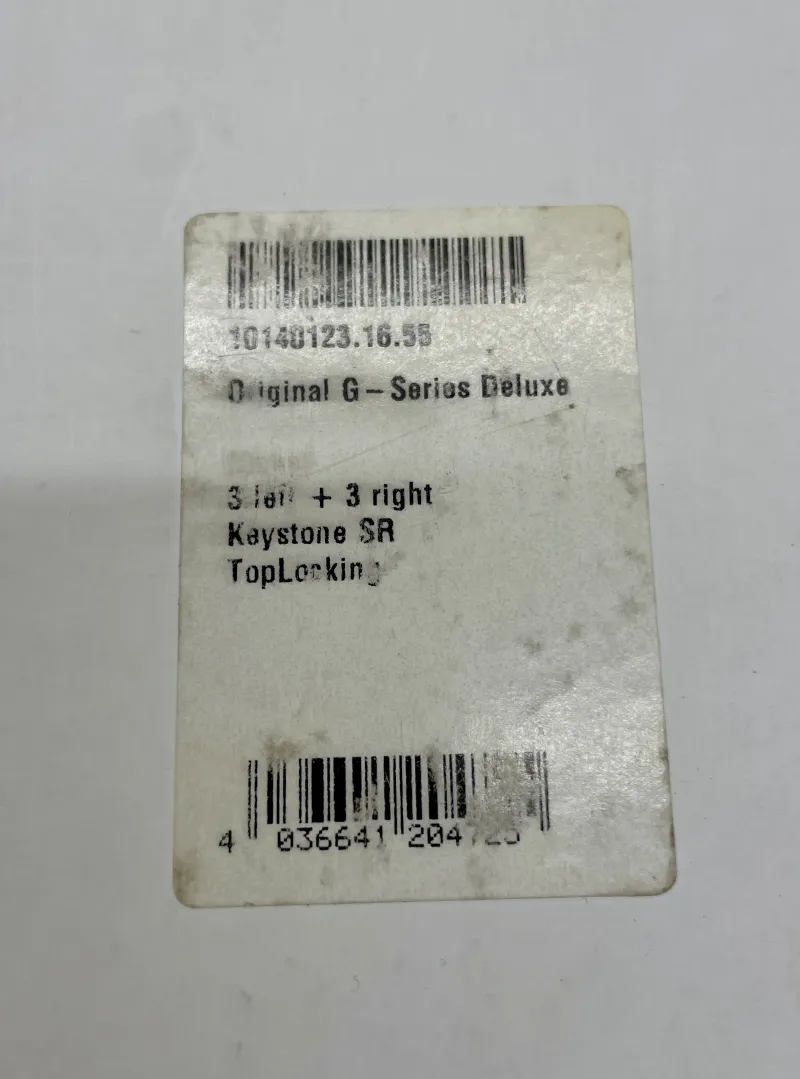 10140123.16.55
Original G-Series Deluxe
3 left + 3 right
Keystone SR
TopLocking
4 036641